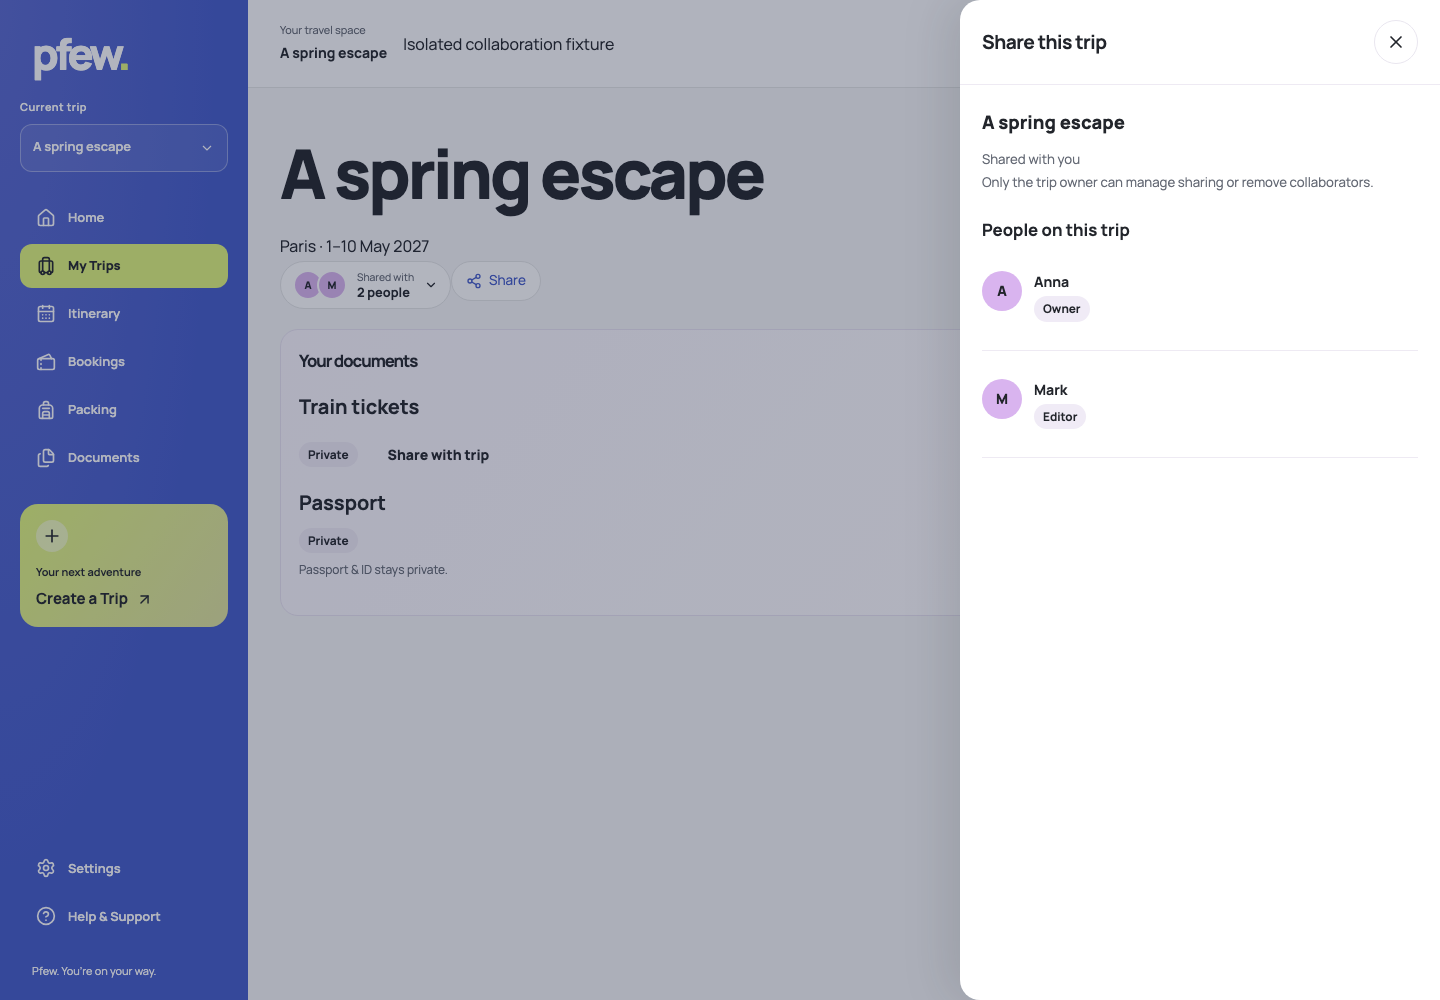 pfew.
Current trip
A spring escape
Home
My Trips
Itinerary
Bookings
Packing
Documents
Your next adventure
Create a Trip
Settings
Help & Support
Pfew. You're on your way.
Your travel space
A spring escape
Isolated collaboration fixture
A spring escape
Paris · 1–10 May 2027
A
M
Shared with
2 people
Share
Your documents
Train tickets
Private
Share with trip
Passport
Private
Passport & ID stays private.
Share this trip
A spring escape
Shared with you
Only the trip owner can manage sharing or remove collaborators.
People on this trip
A
Anna
Owner
M
Mark
Editor